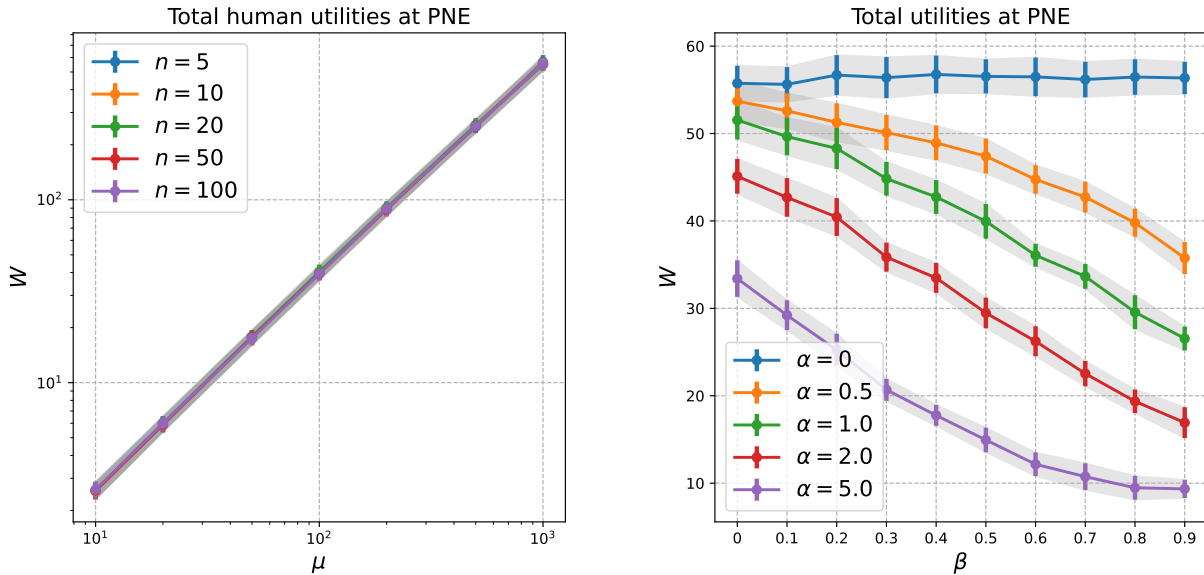 Total human utilities at PNE
n = 5
n = 10
n = 20
n = 50
n = 100
W
10²
10¹
10¹ 10² 10³
μ
Total utilities at PNE
60
50
40
30
20
10
W
α = 0
α = 0.5
α = 1.0
α = 2.0
α = 5.0
0 0.1 0.2 0.3 0.4 0.5 0.6 0.7 0.8 0.9
β